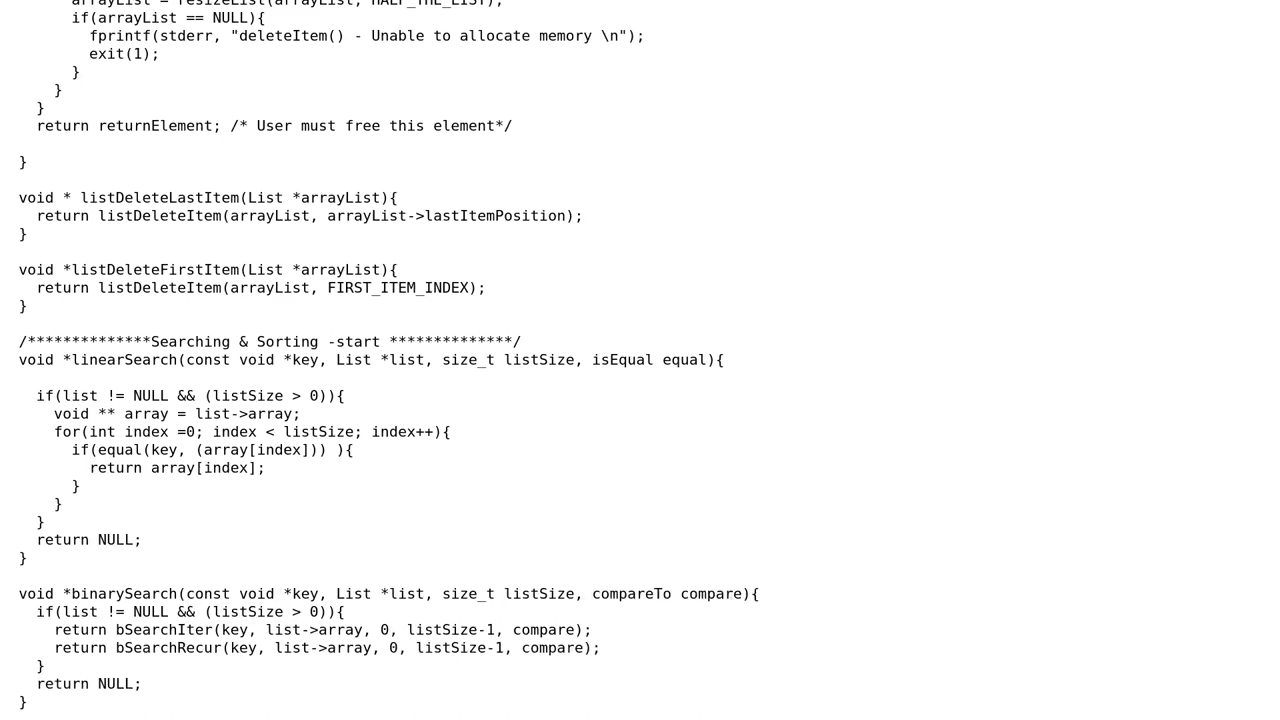 arrayList = resizeList(arrayList, HALF_THE_LIST);
      if(arrayList == NULL){
        fprintf(stderr, "deleteItem() - Unable to allocate memory \n");
        exit(1);
      }
    }
  }
  return returnElement; /* User must free this element*/

}

void * listDeleteLastItem(List *arrayList){
  return listDeleteItem(arrayList, arrayList->lastItemPosition);
}

void *listDeleteFirstItem(List *arrayList){
  return listDeleteItem(arrayList, FIRST_ITEM_INDEX);
}

/**************Searching & Sorting -start **************/
void *linearSearch(const void *key, List *list, size_t listSize, isEqual equal){

  if(list != NULL && (listSize > 0)){
    void ** array = list->array;
    for(int index =0; index < listSize; index++){
      if(equal(key, (array[index])) ){
        return array[index];
      }
    }
  }
  return NULL;
}

void *binarySearch(const void *key, List *list, size_t listSize, compareTo compare){
  if(list != NULL && (listSize > 0)){
    return bSearchIter(key, list->array, 0, listSize-1, compare);
    return bSearchRecur(key, list->array, 0, listSize-1, compare);
  }
  return NULL;
}